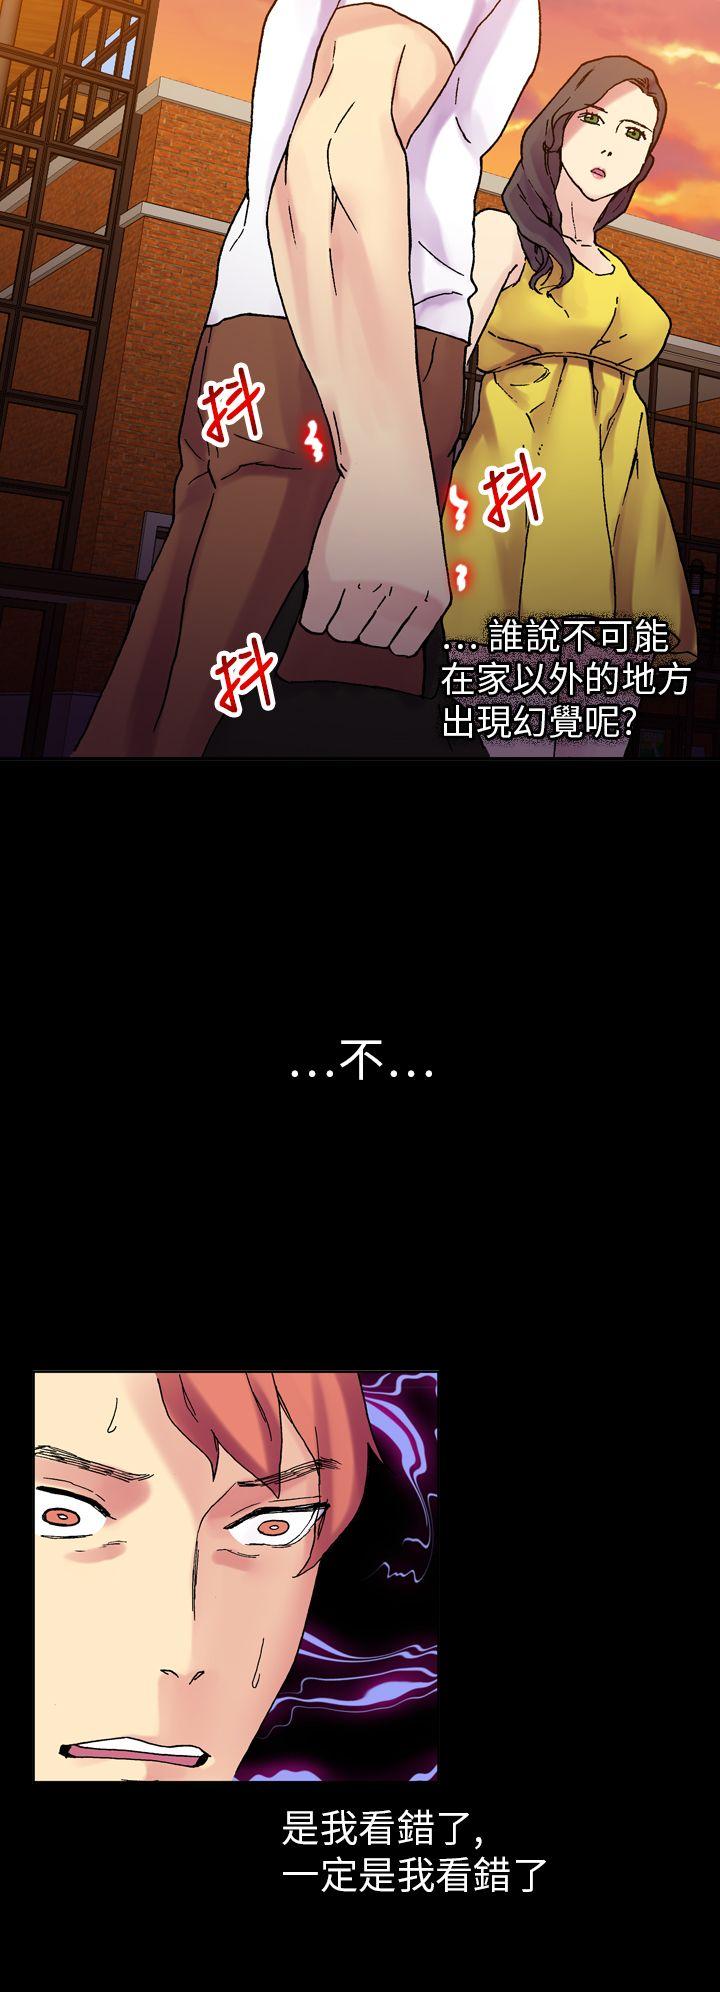 抖
抖
抖
...誰說不可能
在家以外的地方
出現幻覺呢?
...不...
是我看錯了,
一定是我看錯了